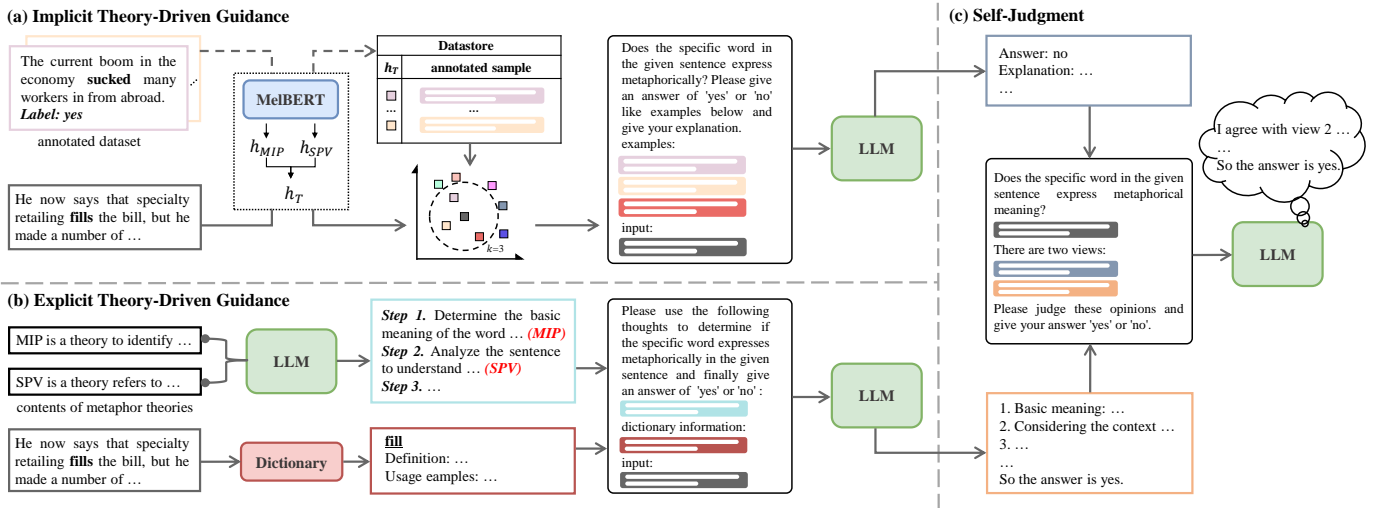 (a) Implicit Theory-Driven Guidance
The current boom in the
economy sucked many
workers in from abroad.
Label: yes
...
annotated dataset
He now says that specialty
retailing fills the bill, but he
made a number of …
MelBERT
h_MIP h_SPV
h_T
Datastore
h_T annotated sample
... ...
k=3
Does the specific word in
the given sentence express
metaphorically? Please give
an answer of 'yes' or 'no'
like examples below and
give your explanation.
examples:
input:
LLM
(b) Explicit Theory-Driven Guidance
MIP is a theory to identify …
SPV is a theory refers to …
contents of metaphor theories
LLM
Step 1. Determine the basic
meaning of the word … (MIP)
Step 2. Analyze the sentence
to understand … (SPV)
Step 3. …
He now says that specialty
retailing fills the bill, but he
made a number of …
Dictionary
fill
Definition: …
Usage eamples: …
Please use the following
thoughts to determine if
the specific word expresses
metaphorically in the given
sentence and finally give
an answer of 'yes' or 'no' :
dictionary information:
input:
LLM
(c) Self-Judgment
Answer: no
Explanation: …
…
Does the specific word in the given
sentence express metaphorical
meaning?
There are two views:
Please judge these opinions and
give your answer 'yes' or 'no'.
I agree with view 2 …
…
So the answer is yes.
LLM
1. Basic meaning: …
2. Considering the context …
3. …
…
So the answer is yes.